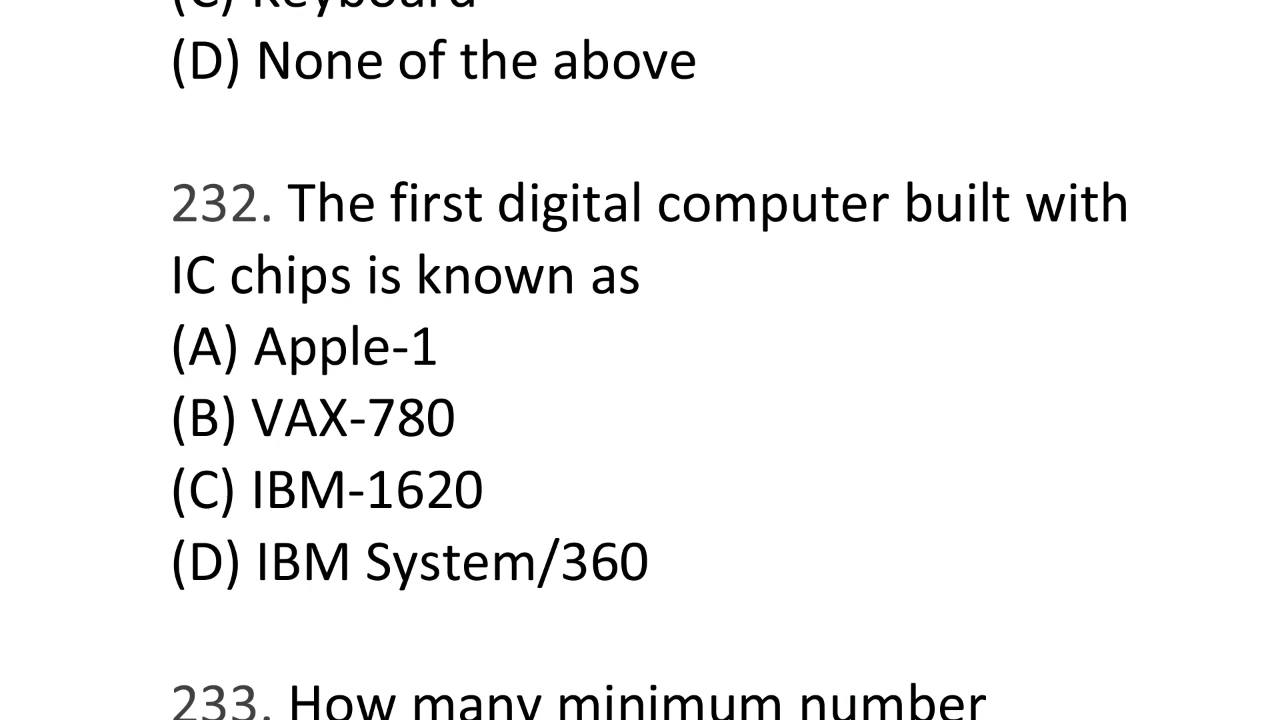 (C) Keyboard
(D) None of the above
232. The first digital computer built with
IC chips is known as
(A) Apple-1
(B) VAX-780
(C) IBM-1620
(D) IBM System/360
233. How many minimum number